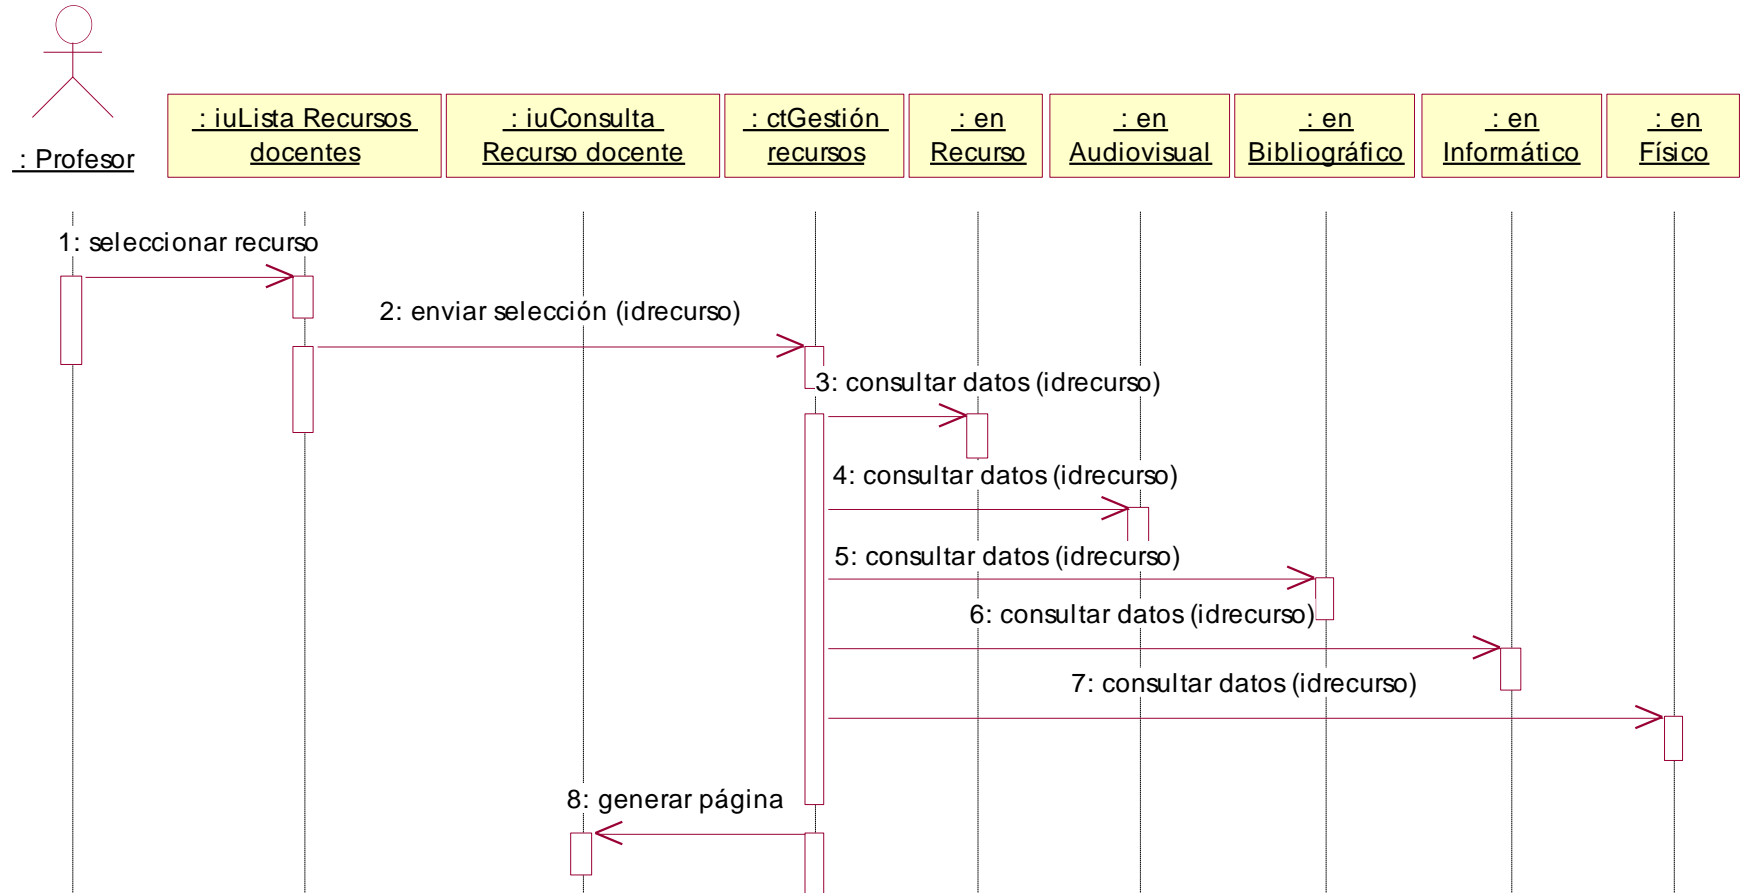 : Profesor
: iuLista Recursos
docentes
: iuConsulta
Recurso docente
: ctGestión
recursos
: en
Recurso
: en
Audiovisual
: en
Bibliográfico
: en
Informático
: en
Físico
1: seleccionar recurso
2: enviar selección (idrecurso)
3: consultar datos (idrecurso)
4: consultar datos (idrecurso)
5: consultar datos (idrecurso)
6: consultar datos (idrecurso)
7: consultar datos (idrecurso)
8: generar página